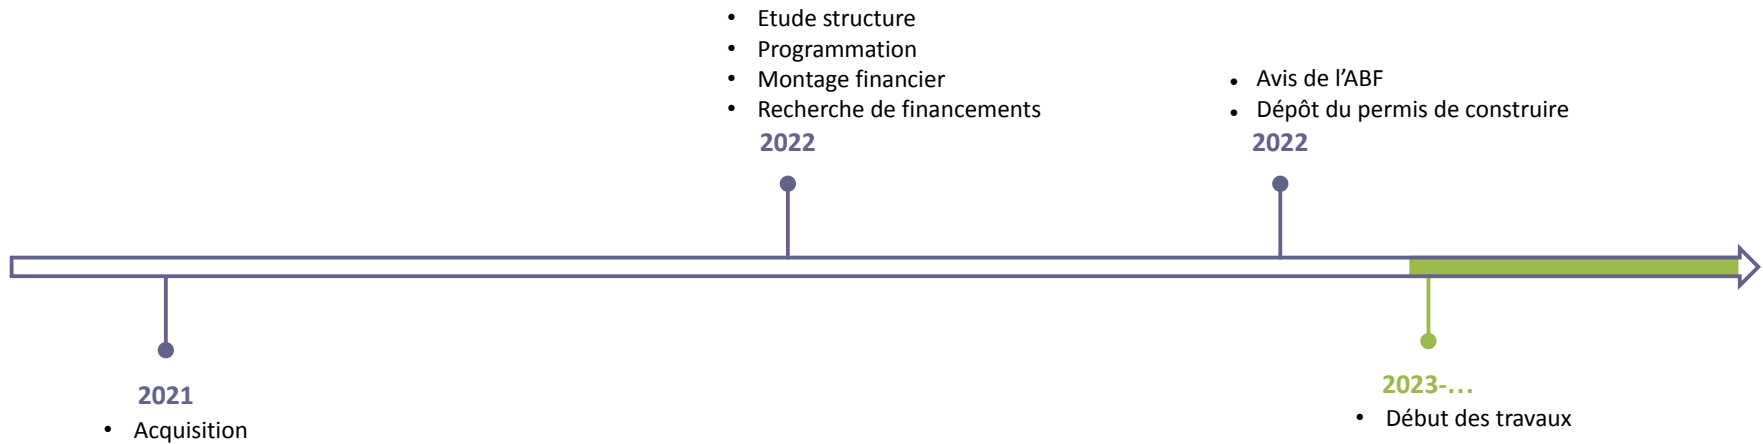 • Etude structure
• Programmation
• Montage financier
• Recherche de financements
2022
• Avis de l’ABF
• Dépôt du permis de construire
2022
2021
• Acquisition
2023-…
• Début des travaux